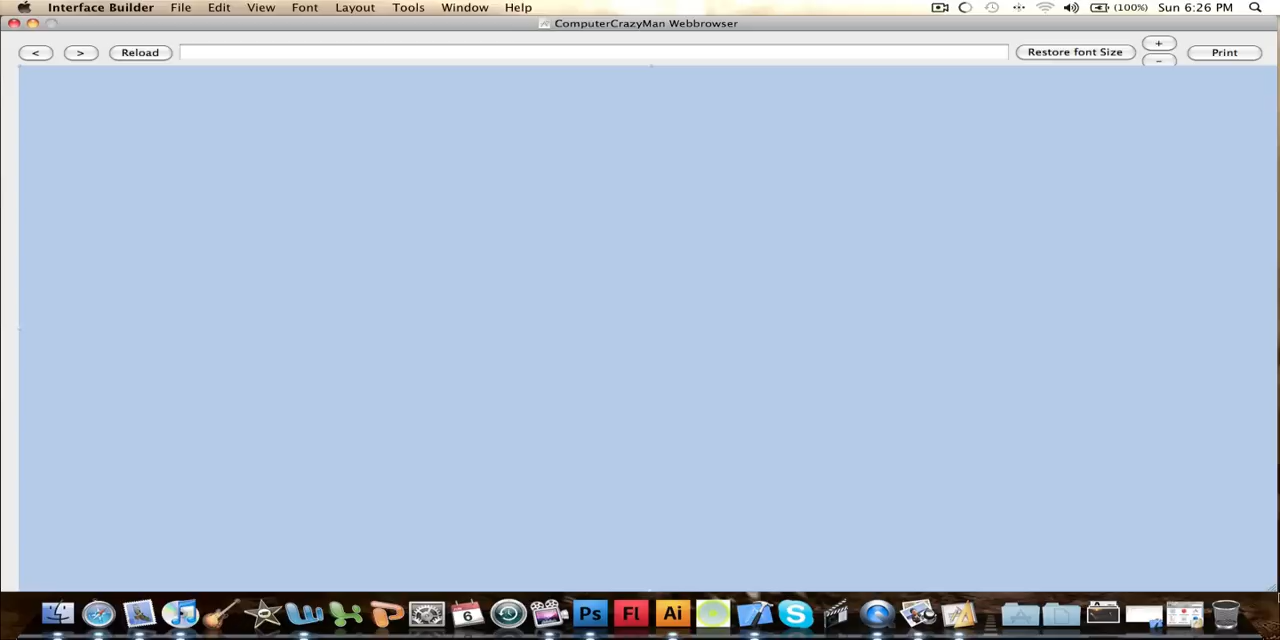 Interface Builder File Edit View Font Layout Tools Window Help (100%) Sun 6:26 PM
ComputerCrazyMan Webbrowser
< > Reload Restore font Size + - Print
6 Ps Fl Ai S